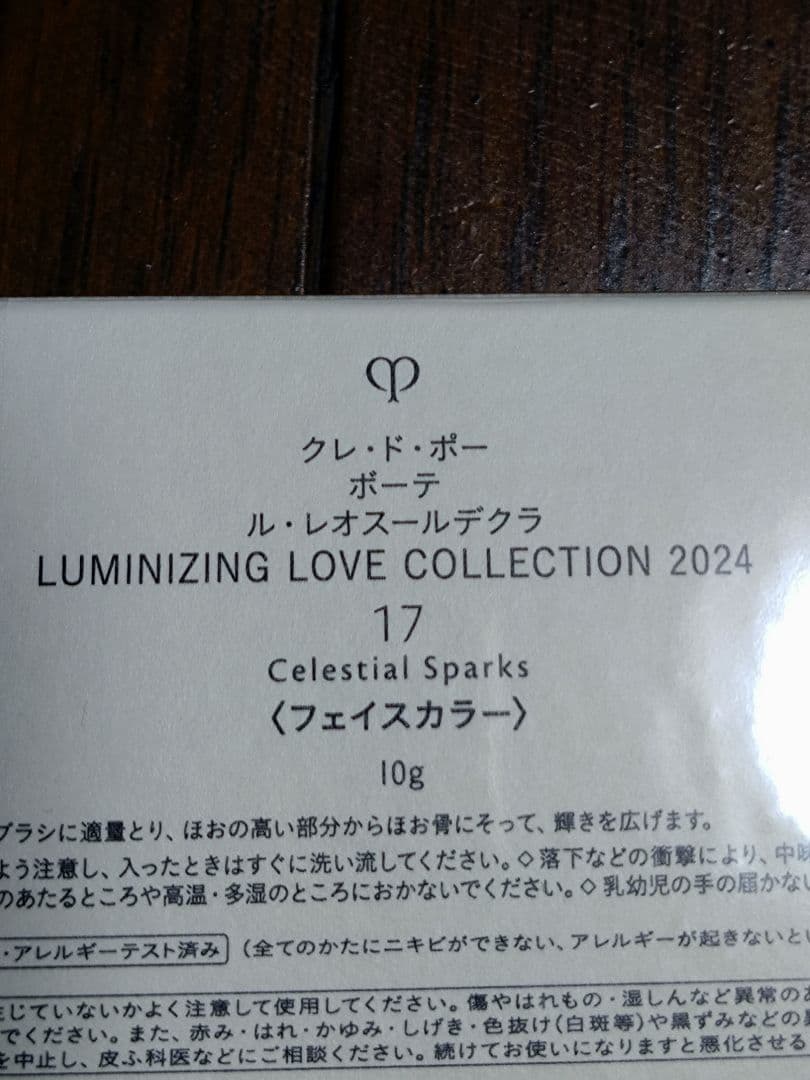 クレ・ド・ポー
ボーテ
ル・レオスールデクラ
LUMINIZING LOVE COLLECTION 2024
17
Celestial Sparks
〈フェイスカラー〉
10g
ブラシに適量とり、ほおの高い部分からほお骨にそって、輝きを広げます。
よう注意し、入ったときはすぐに洗い流してください。◇落下などの衝撃により、中味
のあたるところや高温・多湿のところにおかないでください。◇乳幼児の手の届かない
・アレルギーテスト済み (全てのかたにニキビができない、アレルギーが起きないとい
生じていないかよく注意して使用してください。傷やはれもの・湿しんなど異常のあ
でください。また、赤み・はれ・かゆみ・しげき・色抜け(白斑等)や黒ずみなどの異
を中止し、皮ふ科医などにご相談ください。続けてお使いになりますと悪化させる